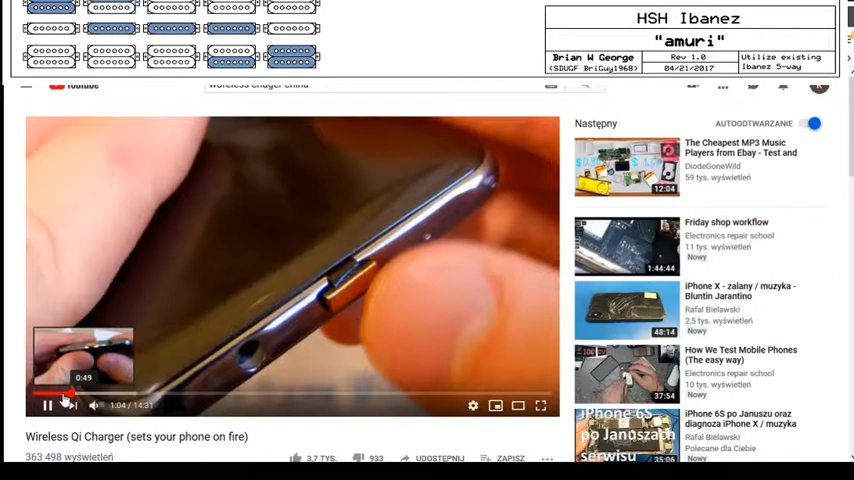 HSH Ibanez
"amuri"
Brian W George
(SDUGF BriGuy1968)
Rev 1.0
04/21/2017
Utilize existing
Ibanez 5-way
Następny
AUTOODTWARZANIE
The Cheapest MP3 Music
Players from Ebay - Test and
DiodeGoneWild
59 tys. wyświetleń
12:04
Friday shop workflow
Electronics repair school
11 tys. wyświetleń
Nowy
1:44:44
iPhone X - zalany / muzyka -
Bluntin Jarantino
Rafal Bielawski
2,5 tys. wyświetleń
Nowy
48:14
How We Test Mobile Phones
(The easy way)
Electronics repair school
10 tys. wyświetleń
Nowy
37:54
iPhone 6S po Januszu oraz
diagnoza iPhone X / muzyka
Rafal Bielawski
Polecane dla Ciebie
Nowy
iPhone 6S
po Januszach
serwisu
35:06
0:49
1:04 / 14:31
Wireless Qi Charger (sets your phone on fire)
363 498 wyświetleń
3,7 TYS.
933
UDOSTĘPNIJ
ZAPISZ